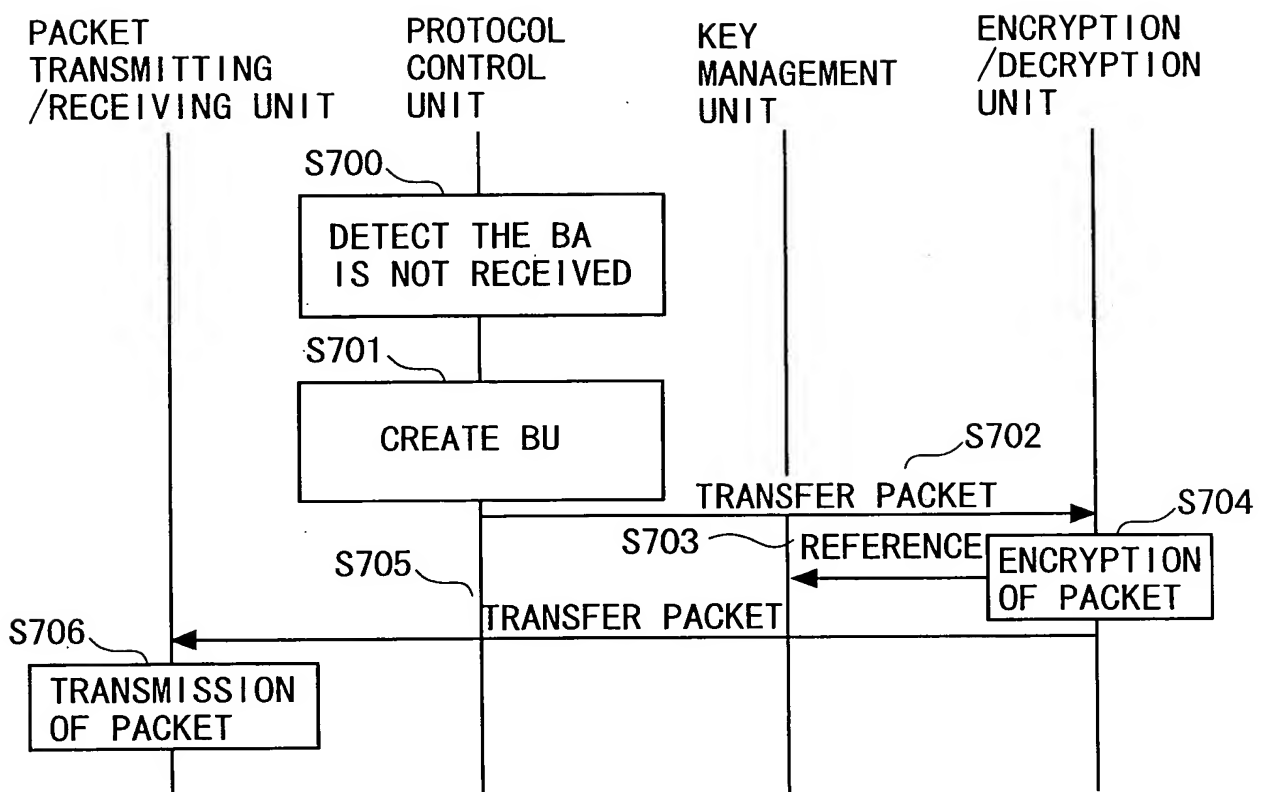 PACKET
TRANSMITTING
/RECEIVING UNIT
PROTOCOL
CONTROL
UNIT
KEY
MANAGEMENT
UNIT
ENCRYPTION
/DECRYPTION
UNIT
S700
DETECT THE BA
IS NOT RECEIVED
S701
CREATE BU
S702
TRANSFER PACKET
S703
REFERENCE
S704
ENCRYPTION
OF PACKET
S705
TRANSFER PACKET
S706
TRANSMISSION
OF PACKET